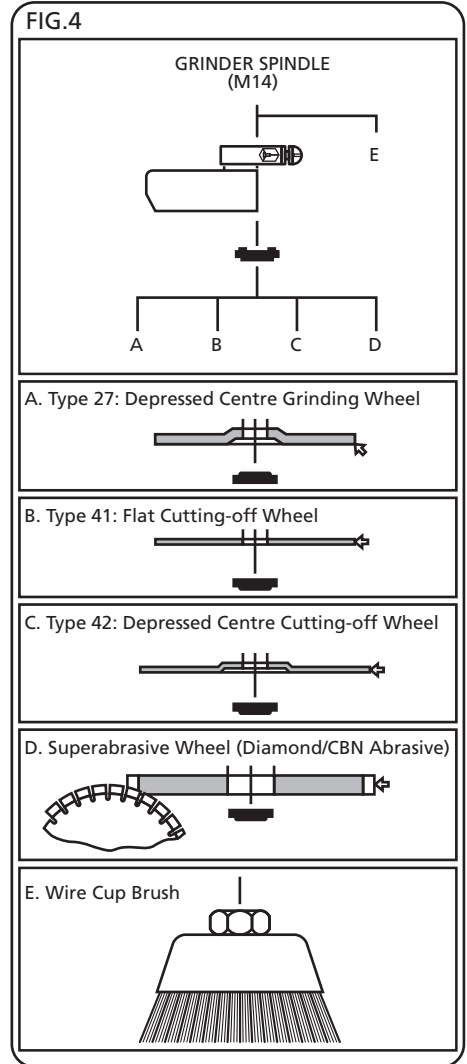 FIG.4
GRINDER SPINDLE
(M14)
E
A B C D
A. Type 27: Depressed Centre Grinding Wheel
B. Type 41: Flat Cutting-off Wheel
C. Type 42: Depressed Centre Cutting-off Wheel
D. Superabrasive Wheel (Diamond/CBN Abrasive)
E. Wire Cup Brush